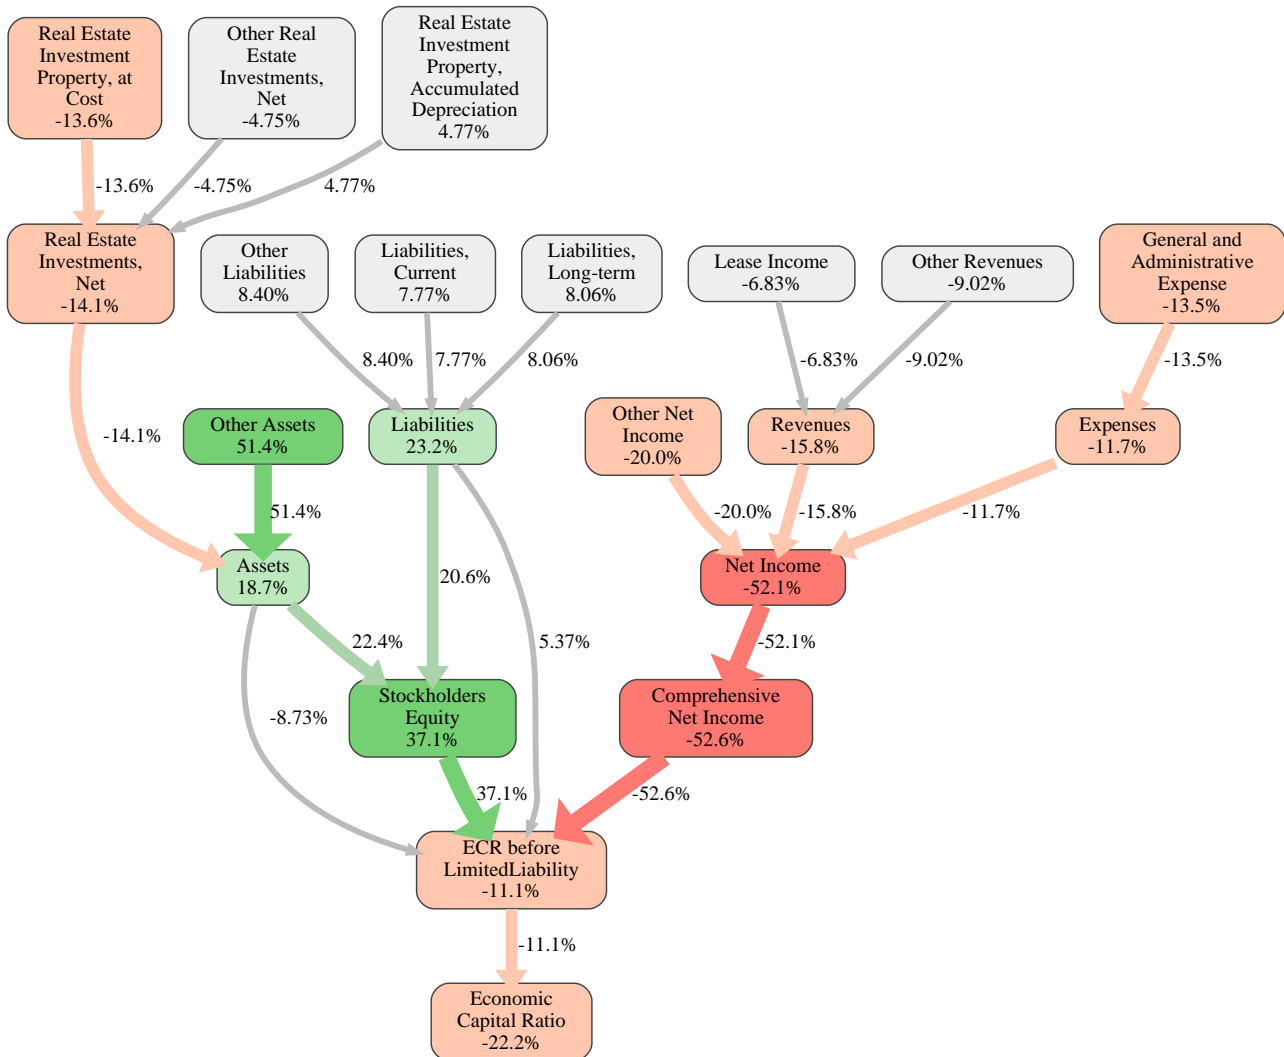 Real Estate
Investment
Property, at
Cost
-13.6%
Other Real
Estate
Investments,
Net
-4.75%
Real Estate
Investment
Property,
Accumulated
Depreciation
4.77%
-13.6%
-4.75%
4.77%
Real Estate
Investments,
Net
-14.1%
Other
Liabilities
8.40%
Liabilities,
Current
7.77%
Liabilities,
Long-term
8.06%
Lease Income
-6.83%
Other Revenues
-9.02%
General and
Administrative
Expense
-13.5%
8.40%
7.77%
8.06%
-6.83%
-9.02%
-13.5%
-14.1%
Other Assets
51.4%
Liabilities
23.2%
Other Net
Income
-20.0%
Revenues
-15.8%
Expenses
-11.7%
51.4%
20.6%
5.37%
-20.0%
-15.8%
-11.7%
Assets
18.7%
Net Income
-52.1%
22.4%
-52.1%
-8.73%
Stockholders
Equity
37.1%
Comprehensive
Net Income
-52.6%
37.1%
-52.6%
ECR before
LimitedLiability
-11.1%
-11.1%
Economic
Capital Ratio
-22.2%